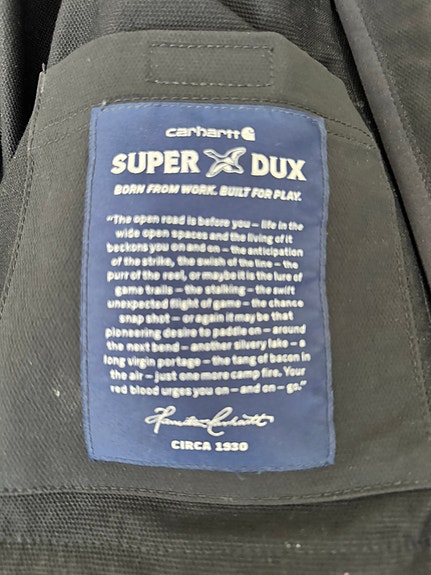 carhartt
SUPER DUX
BORN FROM WORK. BUILT FOR PLAY.
"The open road is before you – life in the
wide open spaces and the living of it
beckons you on and on – the anticipation
of the strike, the swish of the line – the
purr of the reel, or maybe it is the lure of
game trails – the stalking – the swift
unexpected flight of game – the chance
snap shot – or again it may be that
pioneering desire to paddle on – around
the next bend – another silvery lake – a
long virgin portage – the tang of bacon in
the air – just one more camp fire. Your
red blood urges you on – and on – go."
Hamilton Carhartt
CIRCA 1930